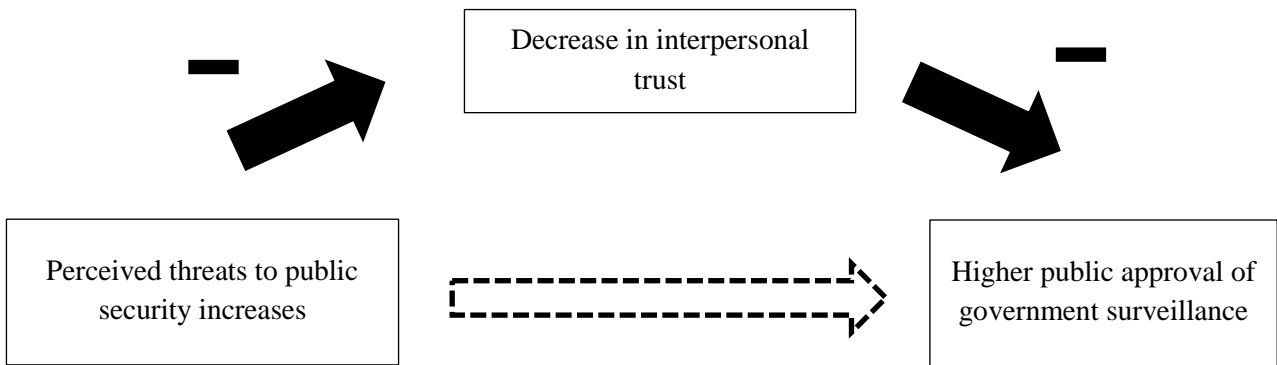 Decrease in interpersonal
trust
Perceived threats to public
security increases
Higher public approval of
government surveillance